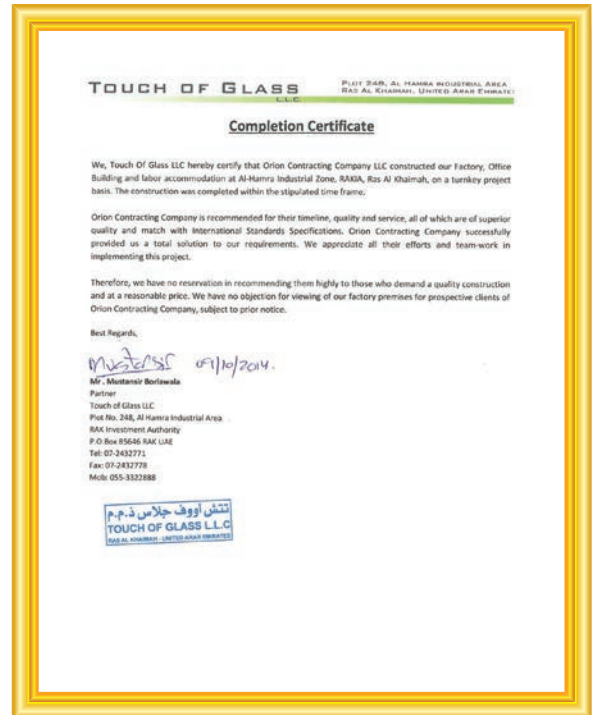 TOUCH OF GLASS
L.L.C
PLOT 24B, AL HAMRA INDUSTRIAL AREA
RAS AL KHAIMAH, UNITED ARAB EMIRATE
Completion Certificate
We, Touch Of Glass LLC hereby certify that Orion Contracting Company LLC constructed our Factory, Office
Building and labor accommodation at Al-Hamra Industrial Zone, RAKIA, Ras Al Khaimah, on a turnkey project
basis. The construction was completed within the stipulated time frame.
Orion Contracting Company is recommended for their timeline, quality and service, all of which are of superior
quality and match with International Standards Specifications. Orion Contracting Company successfully
provided us a total solution to our requirements. We appreciate all their efforts and team-work in
implementing this project.
Therefore, we have no reservation in recommending them highly to those who demand a quality construction
and at a reasonable price. We have no objection for viewing of our factory premises for prospective clients of
Orion Contracting Company, subject to prior notice.
Best Regards,
Mustansir 09/10/2014.
Mr. Mustansir Boriawala
Partner
Touch of Glass LLC
Plot No. 24B, Al Hamra Industrial Area
RAK Investment Authority
P.O.Box 85646 RAK UAE
Tel: 07-2432771
Fax: 07-2432778
Mob: 055-3322888
تتش أووف جلاس ذ.م.م
TOUCH OF GLASS L.L.C
RAS AL KHAIMAH - UNITED ARAB EMIRATES